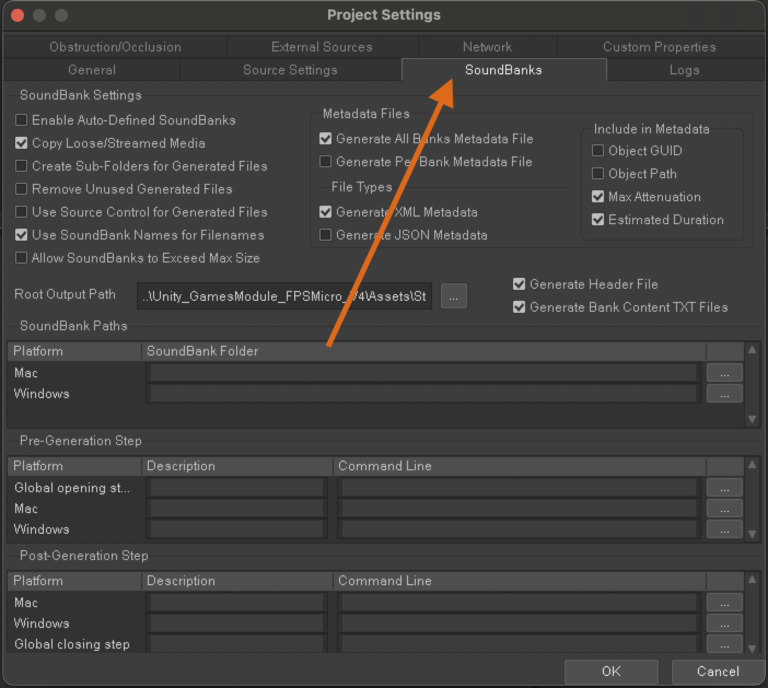 Project Settings
Obstruction/Occlusion External Sources Network Custom Properties
General Source Settings SoundBanks Logs
SoundBank Settings
Enable Auto-Defined SoundBanks
Copy Loose/Streamed Media
Create Sub-Folders for Generated Files
Remove Unused Generated Files
Use Source Control for Generated Files
Use SoundBank Names for Filenames
Allow SoundBanks to Exceed Max Size
Metadata Files
Generate All Banks Metadata File
Generate Per Bank Metadata File
File Types
Generate XML Metadata
Generate JSON Metadata
Include in Metadata
Object GUID
Object Path
Max Attenuation
Estimated Duration
Root Output Path ..\Unity_GamesModule_FPSMicro_V4\Assets\St ...
Generate Header File
Generate Bank Content TXT Files
SoundBank Paths
Platform SoundBank Folder
Mac ...
Windows ...
Pre-Generation Step
Platform Description Command Line
Global opening st... ...
Mac ...
Windows ...
Post-Generation Step
Platform Description Command Line
Mac ...
Windows ...
Global closing step ...
OK Cancel